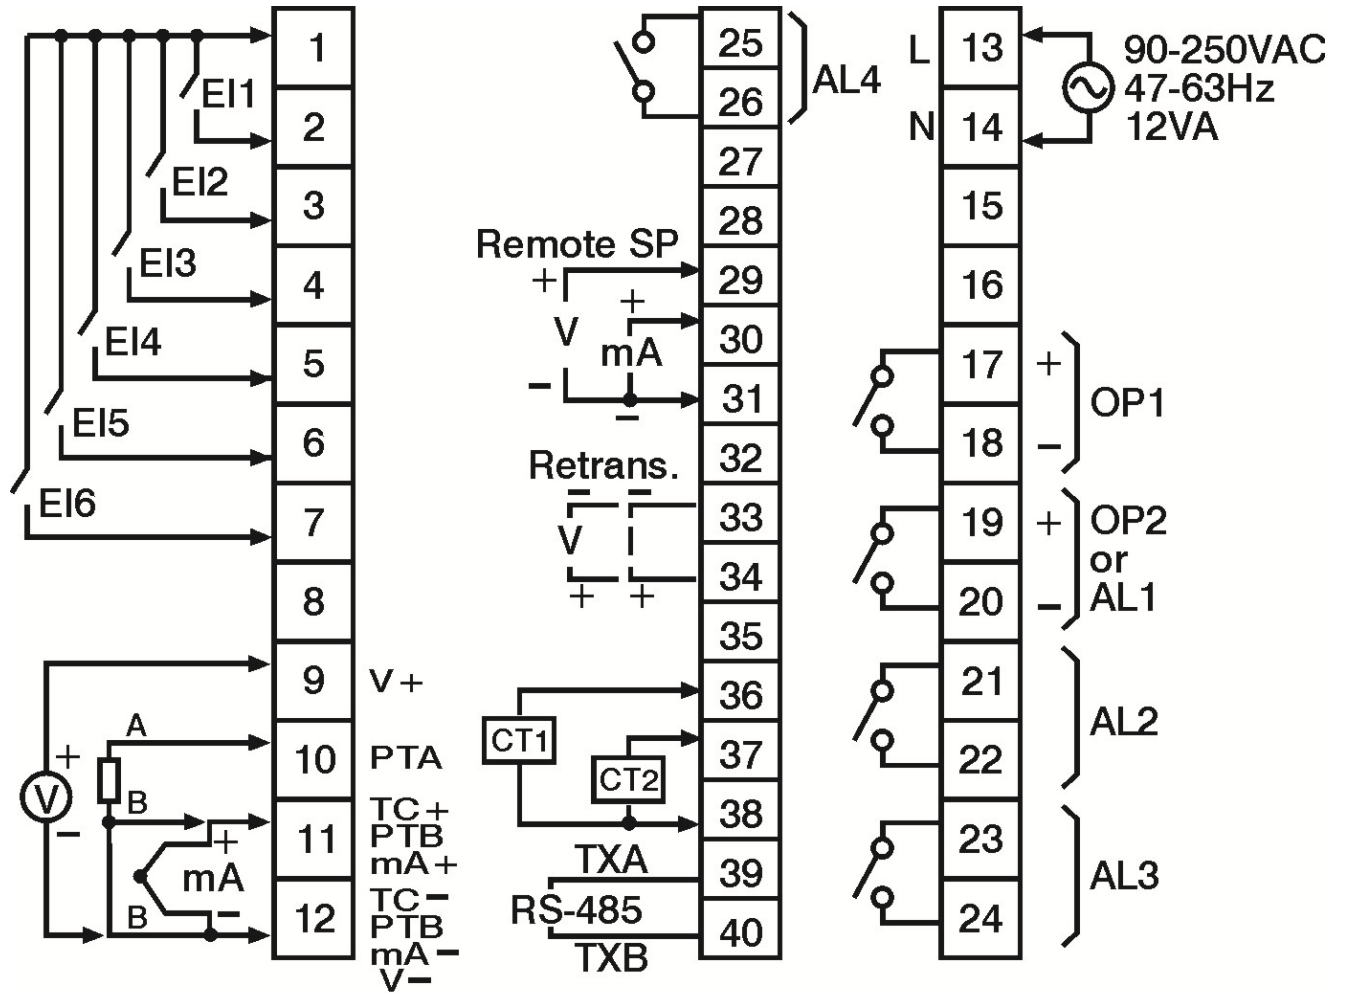 1
2
3
4
5
6
7
8
9
10
11
12
EI1
EI2
EI3
EI4
EI5
EI6
V+
PTA
TC+
PTB
mA+
TC−
PTB
mA−
V−
+
V
−
A
B
B
+
mA
−
25
26
27
28
29
30
31
32
33
34
35
36
37
38
39
40
AL4
Remote SP
+
V
−
+
mA
−
Retrans.
− −
V
+ +
CT1
CT2
TXA
RS-485
TXB
L
N
13
14
15
16
17
18
19
20
21
22
23
24
90-250VAC
47-63Hz
12VA
+
−
OP1
+
−
OP2
or
AL1
AL2
AL3